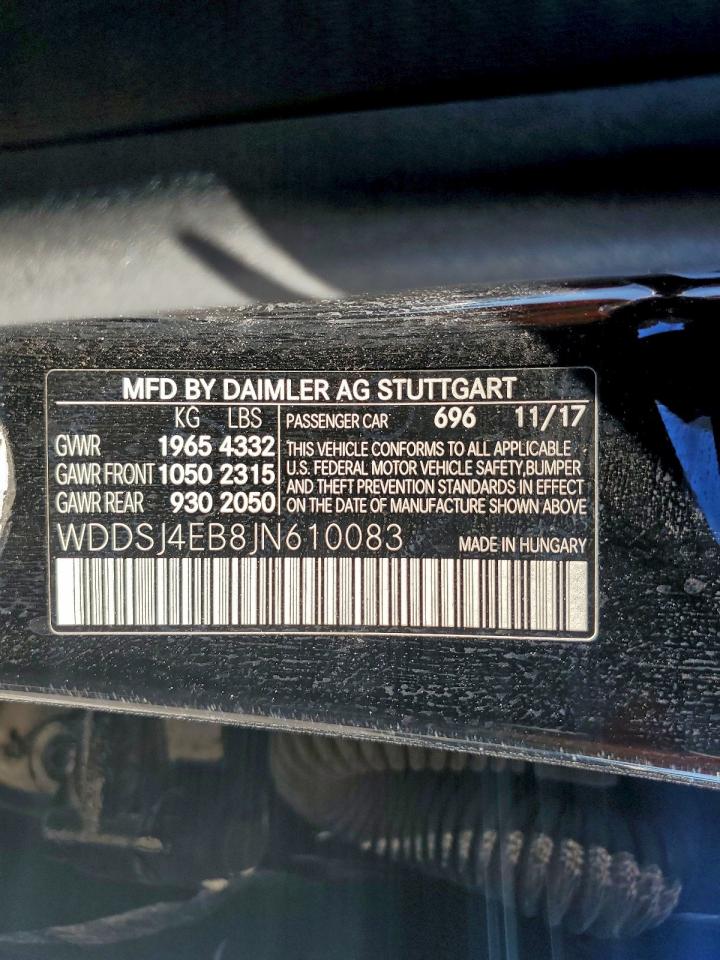 MFD BY DAIMLER AG STUTTGART
KG LBS
GVWR 1965 4332
GAWR FRONT 1050 2315
GAWR REAR 930 2050
PASSENGER CAR 696 11/17
THIS VEHICLE CONFORMS TO ALL APPLICABLE
U.S. FEDERAL MOTOR VEHICLE SAFETY,BUMPER
AND THEFT PREVENTION STANDARDS IN EFFECT
ON THE DATE OF MANUFACTURE SHOWN ABOVE
WDDSJ4EB8JN610083 MADE IN HUNGARY